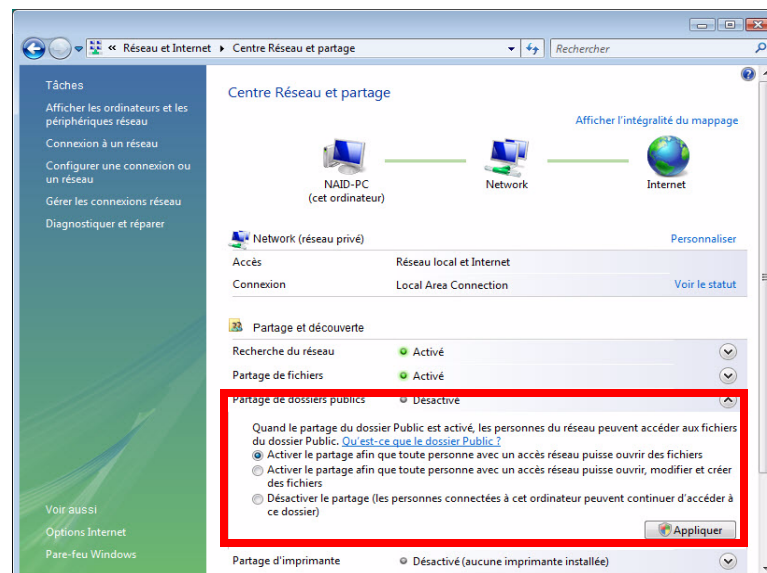 « Réseau et Internet ▸ Centre Réseau et partage
Rechercher
Tâches
Afficher les ordinateurs et les
périphériques réseau
Connexion à un réseau
Configurer une connexion ou
un réseau
Gérer les connexions réseau
Diagnostiquer et réparer
Voir aussi
Options Internet
Pare-feu Windows
Centre Réseau et partage
Afficher l'intégralité du mappage
NAID-PC
(cet ordinateur)
Network
Internet
Network (réseau privé)
Personnaliser
Accès Réseau local et Internet
Connexion Local Area Connection Voir le statut
Partage et découverte
Recherche du réseau Activé
Partage de fichiers Activé
Partage de dossiers publics Désactivé
Quand le partage du dossier Public est activé, les personnes du réseau peuvent accéder aux fichiers
du dossier Public. Qu'est-ce que le dossier Public ?
Activer le partage afin que toute personne avec un accès réseau puisse ouvrir des fichiers
Activer le partage afin que toute personne avec un accès réseau puisse ouvrir, modifier et créer
des fichiers
Désactiver le partage (les personnes connectées à cet ordinateur peuvent continuer d'accéder à
ce dossier)
Appliquer
Partage d'imprimante Désactivé (aucune imprimante installée)